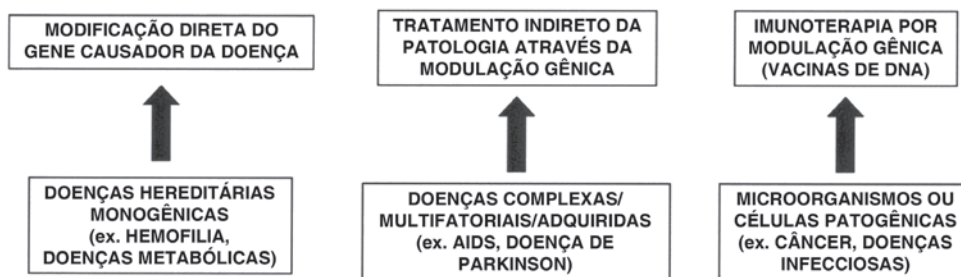 MODIFICAÇÃO DIRETA DO
GENE CAUSADOR DA DOENÇA
TRATAMENTO INDIRETO DA
PATOLOGIA ATRAVÉS DA
MODULAÇÃO GÊNICA
IMUNOTERAPIA POR
MODULAÇÃO GÊNICA
(VACINAS DE DNA)
DOENÇAS HEREDITÁRIAS
MONOGÊNICAS
(ex. HEMOFILIA,
DOENÇAS METABÓLICAS)
DOENÇAS COMPLEXAS/
MULTIFATORIAIS/ADQUIRIDAS
(ex. AIDS, DOENÇA DE
PARKINSON)
MICROORGANISMOS OU
CÉLULAS PATOGÊNICAS
(ex. CÂNCER, DOENÇAS
INFECCIOSAS)